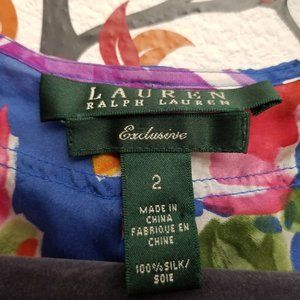 LAUREN
RALPH LAUREN
Exclusive
2
MADE IN
CHINA
FABRIQUE EN
CHINE
100% SILK/
SOIE